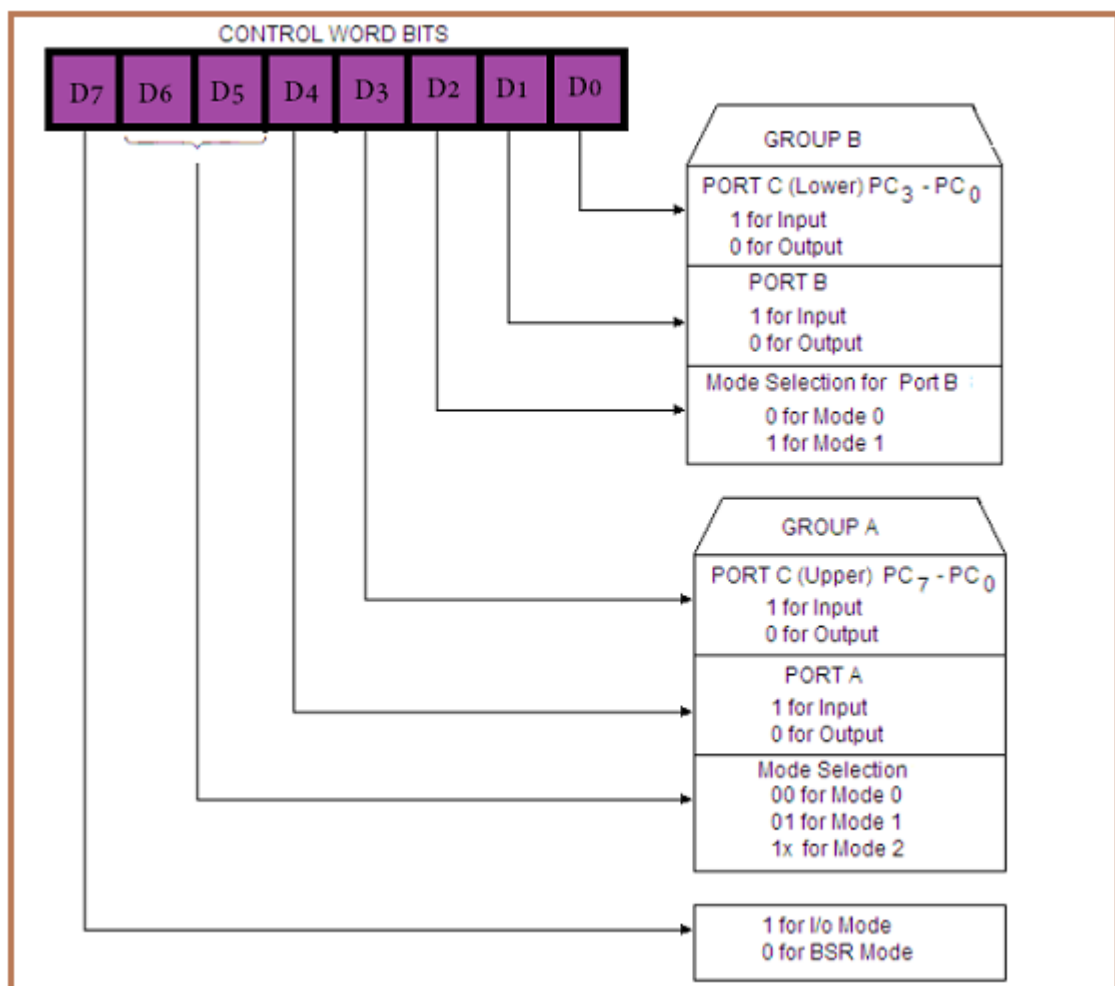 CONTROL WORD BITS
D7 D6 D5 D4 D3 D2 D1 D0
GROUP B
PORT C (Lower) PC3 - PC0
1 for Input
0 for Output
PORT B
1 for Input
0 for Output
Mode Selection for Port B :
0 for Mode 0
1 for Mode 1
GROUP A
PORT C (Upper) PC7 - PC0
1 for Input
0 for Output
PORT A
1 for Input
0 for Output
Mode Selection
00 for Mode 0
01 for Mode 1
1x for Mode 2
1 for I/o Mode
0 for BSR Mode